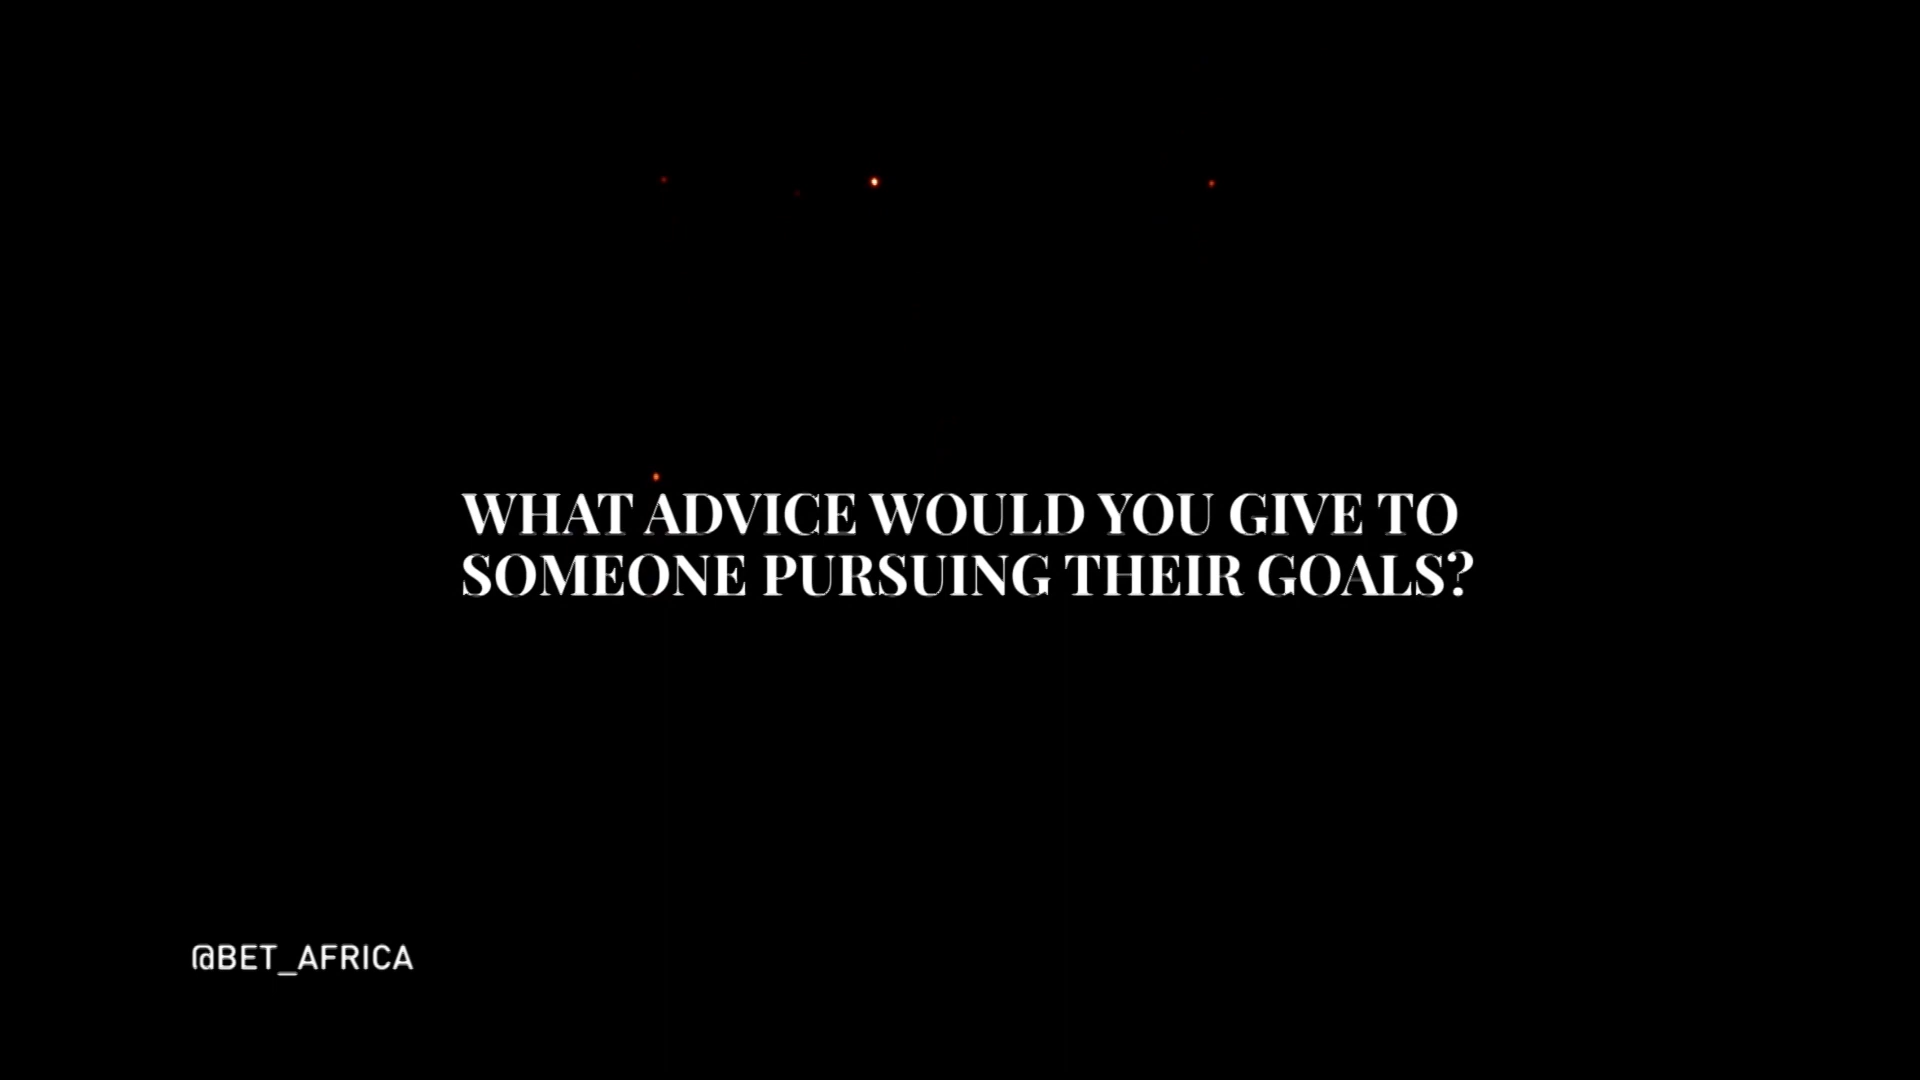 WHAT ADVICE WOULD YOU GIVE TO
SOMEONE PURSUING THEIR GOALS?
@BET_AFRICA